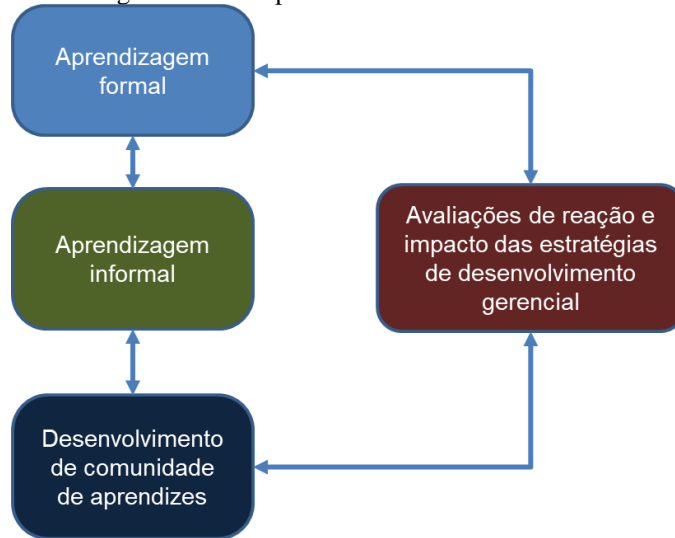 Aprendizagem
formal
Aprendizagem
informal
Avaliações de reação e
impacto das estratégias
de desenvolvimento
gerencial
Desenvolvimento
de comunidade
de aprendizes